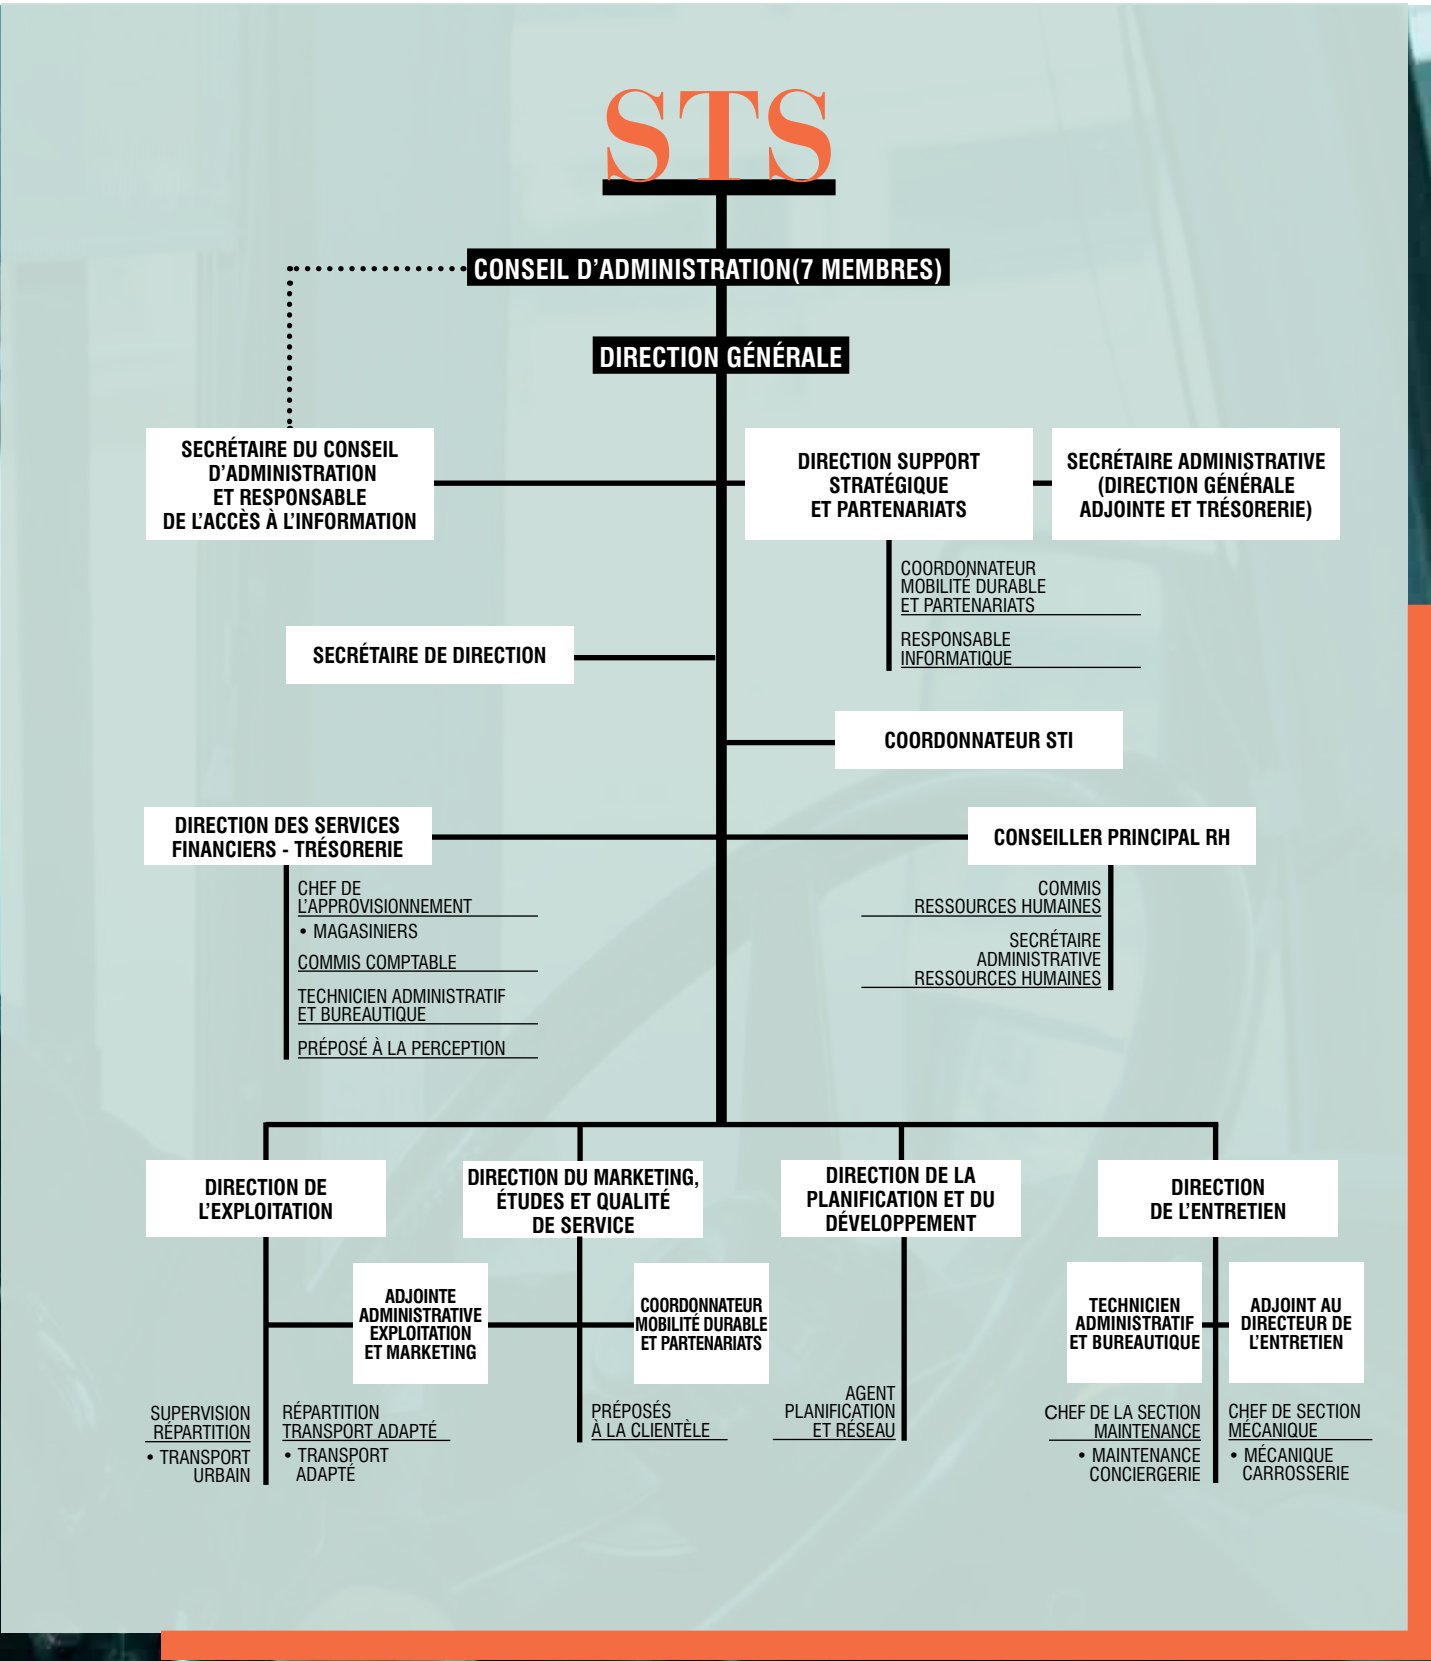 STS
CONSEIL D'ADMINISTRATION(7 MEMBRES)
DIRECTION GÉNÉRALE
SECRÉTAIRE DU CONSEIL
D'ADMINISTRATION
ET RESPONSABLE
DE L'ACCÈS À L'INFORMATION
DIRECTION SUPPORT
STRATÉGIQUE
ET PARTENARIATS
SECRÉTAIRE ADMINISTRATIVE
(DIRECTION GÉNÉRALE
ADJOINTE ET TRÉSORERIE)
COORDONNATEUR
MOBILITÉ DURABLE
ET PARTENARIATS
RESPONSABLE
INFORMATIQUE
SECRÉTAIRE DE DIRECTION
COORDONNATEUR STI
DIRECTION DES SERVICES
FINANCIERS - TRÉSORERIE
CHEF DE
L'APPROVISIONNEMENT
• MAGASINIERS
COMMIS COMPTABLE
TECHNICIEN ADMINISTRATIF
ET BUREAUTIQUE
PRÉPOSÉ À LA PERCEPTION
CONSEILLER PRINCIPAL RH
COMMIS
RESSOURCES HUMAINES
SECRÉTAIRE
ADMINISTRATIVE
RESSOURCES HUMAINES
DIRECTION DE
L'EXPLOITATION
DIRECTION DU MARKETING,
ÉTUDES ET QUALITÉ
DE SERVICE
DIRECTION DE LA
PLANIFICATION ET DU
DÉVELOPPEMENT
DIRECTION
DE L'ENTRETIEN
ADJOINTE
ADMINISTRATIVE
EXPLOITATION
ET MARKETING
COORDONNATEUR
MOBILITÉ DURABLE
ET PARTENARIATS
TECHNICIEN
ADMINISTRATIF
ET BUREAUTIQUE
ADJOINT AU
DIRECTEUR DE
L'ENTRETIEN
SUPERVISION
RÉPARTITION
• TRANSPORT
URBAIN
RÉPARTITION
TRANSPORT ADAPTÉ
• TRANSPORT
ADAPTÉ
PRÉPOSÉS
À LA CLIENTÈLE
AGENT
PLANIFICATION
ET RÉSEAU
CHEF DE LA SECTION
MAINTENANCE
• MAINTENANCE
CONCIERGERIE
CHEF DE SECTION
MÉCANIQUE
• MÉCANIQUE
CARROSSERIE